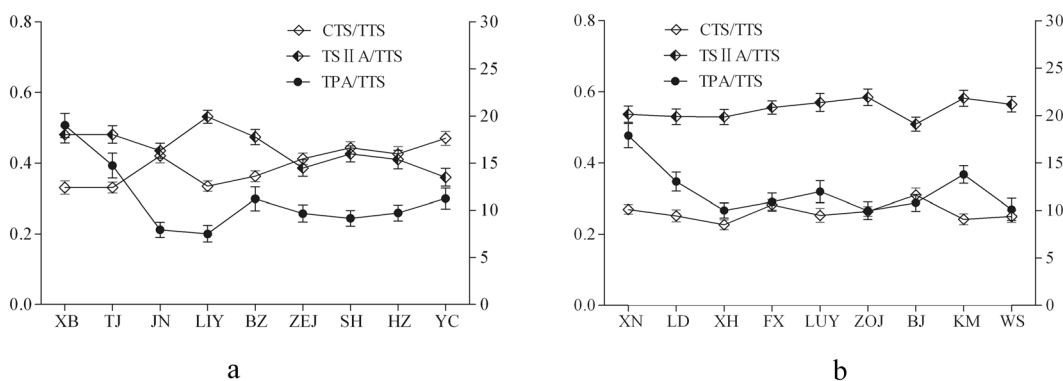 0.8
0.6
0.4
0.2
0.0
30
25
20
15
10
5
0
CTS/TTS
TSⅡA/TTS
TPA/TTS
XB TJ JN LIY BZ ZEJ SH HZ YC
a
0.8
0.6
0.4
0.2
0.0
30
25
20
15
10
5
0
CTS/TTS
TSⅡA/TTS
TPA/TTS
XN LD XH FX LUY ZOJ BJ KM WS
b